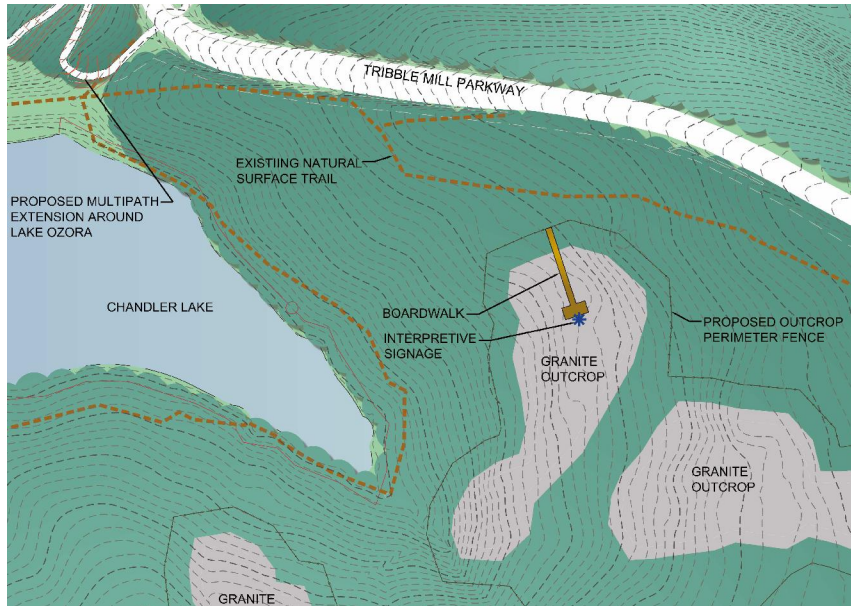 TRIBBLE MILL PARKWAY
EXISTIING NATURAL
SURFACE TRAIL
PROPOSED MULTIPATH
EXTENSION AROUND
LAKE OZORA
CHANDLER LAKE
BOARDWALK
INTERPRETIVE
SIGNAGE
PROPOSED OUTCROP
PERIMETER FENCE
GRANITE
OUTCROP
GRANITE
OUTCROP
GRANITE